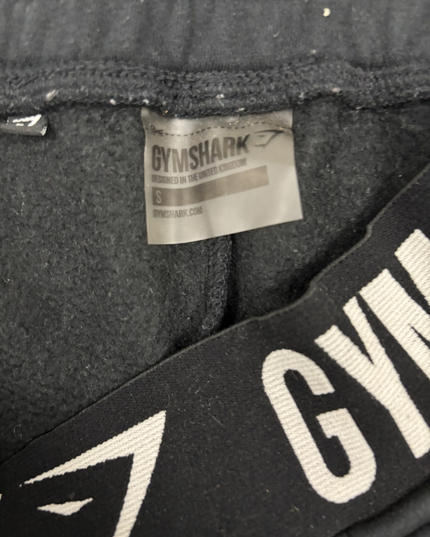 GYMSHARK
DESIGNED IN THE UNITED KINGDOM
S
GYMSHARK.COM
GYM